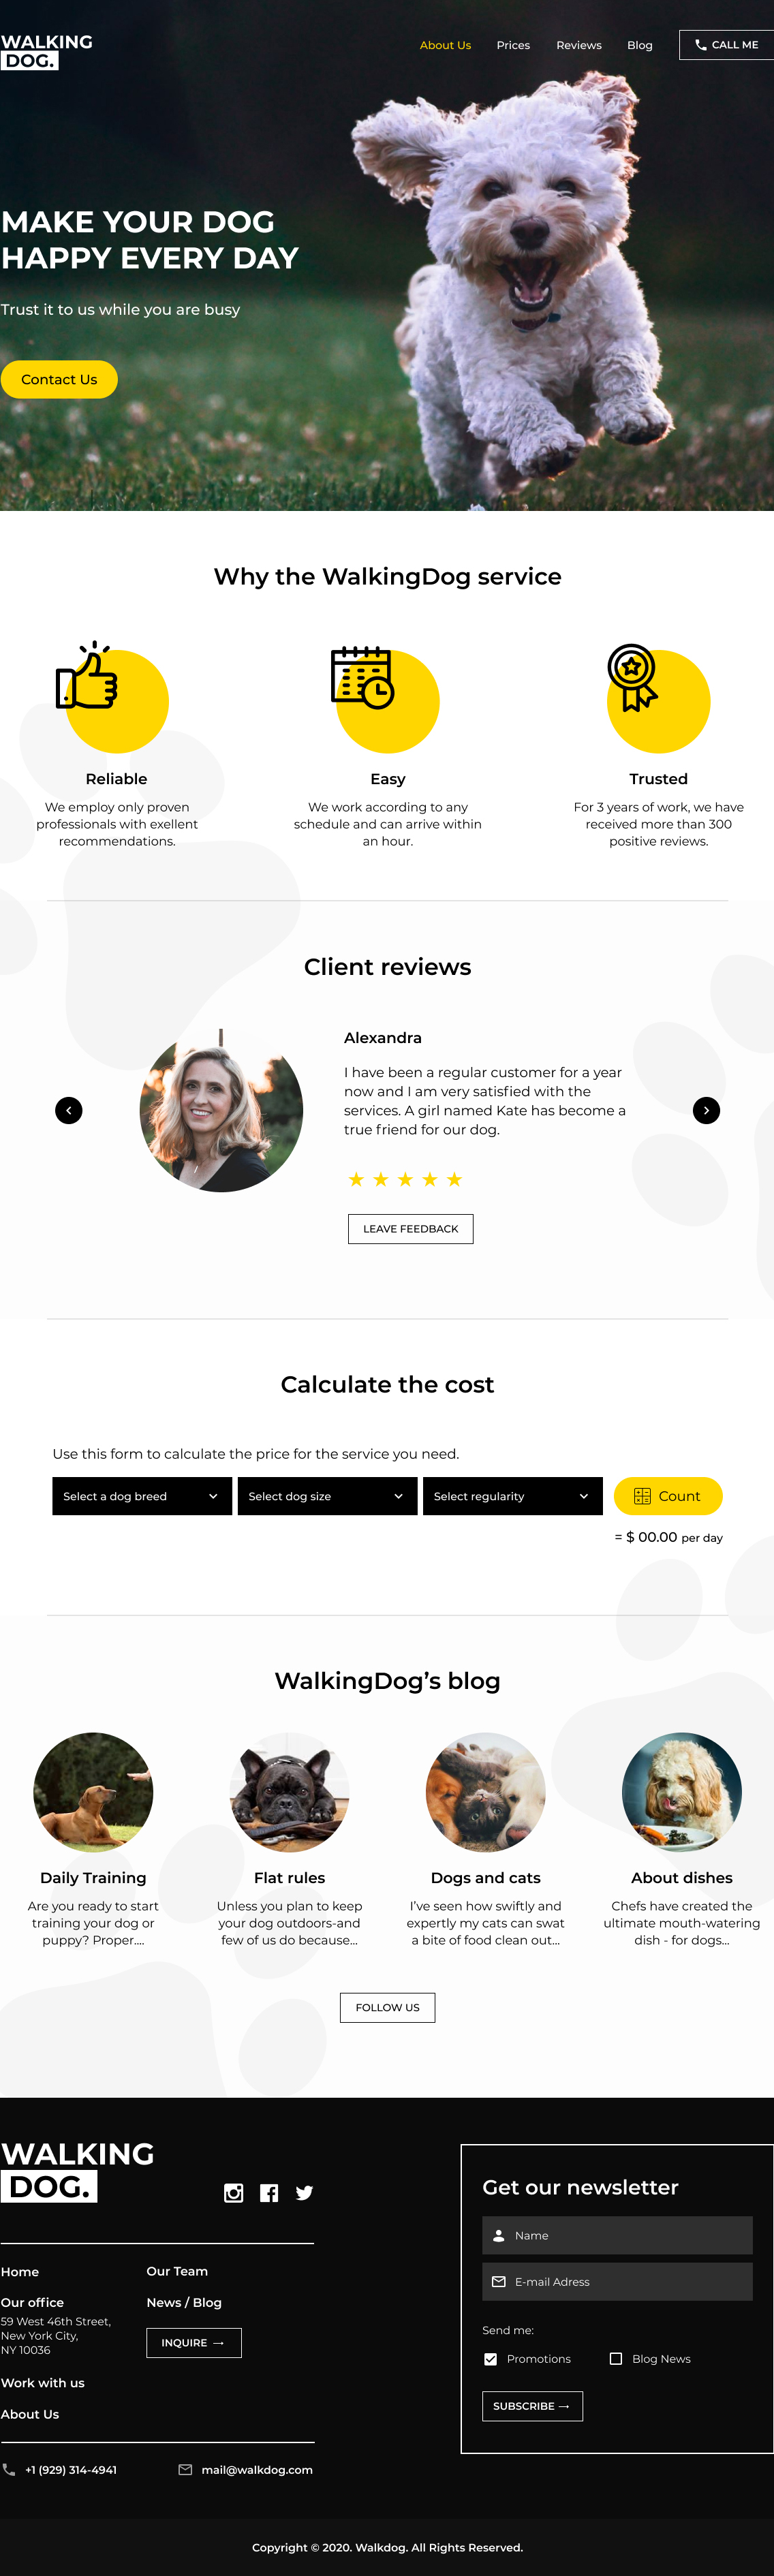 WALKING
DOG.
About Us
Prices
Reviews
Blog
CALL ME
MAKE YOUR DOG
HAPPY EVERY DAY
Trust it to us while you are busy
Contact Us
Why the WalkingDog service
Reliable
We employ only proven
professionals with exellent
recommendations.
Easy
We work according to any
schedule and can arrive within
an hour.
Trusted
For 3 years of work, we have
received more than 300
positive reviews.
Client reviews
Alexandra
I have been a regular customer for a year
now and I am very satisfied with the
services. A girl named Kate has become a
true friend for our dog.
LEAVE FEEDBACK
Calculate the cost
Use this form to calculate the price for the service you need.
Select a dog breed
Select dog size
Select regularity
Count
= $ 00.00 per day
WalkingDog’s blog
Daily Training
Are you ready to start
training your dog or
puppy? Proper....
Flat rules
Unless you plan to keep
your dog outdoors-and
few of us do because...
Dogs and cats
I’ve seen how swiftly and
expertly my cats can swat
a bite of food clean out...
About dishes
Chefs have created the
ultimate mouth-watering
dish - for dogs...
FOLLOW US
WALKING
DOG.
Home
Our office
59 West 46th Street,
New York City,
NY 10036
Work with us
About Us
Our Team
News / Blog
INQUIRE →
+1 (929) 314-4941
mail@walkdog.com
Get our newsletter
Name
E-mail Adress
Send me:
Promotions
Blog News
SUBSCRIBE →
Copyright © 2020. Walkdog. All Rights Reserved.